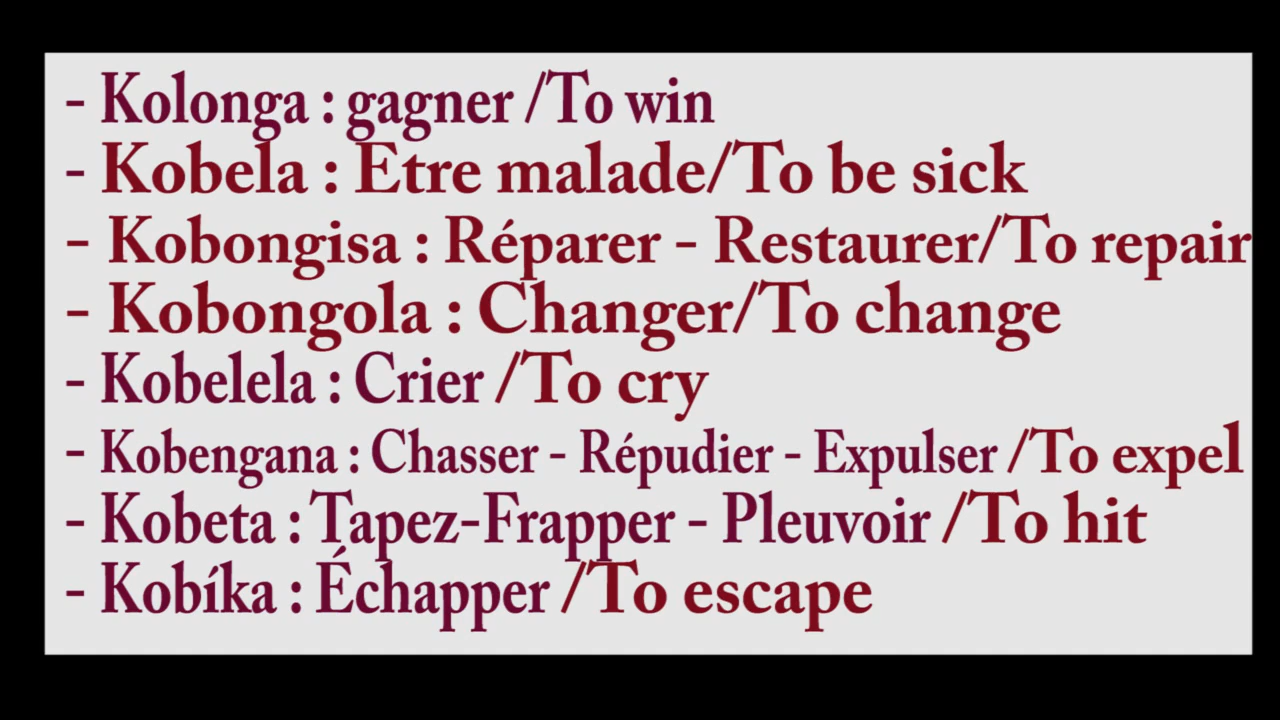 - Kolonga : gagner /To win
- Kobela : Etre malade/To be sick
- Kobongisa : Réparer - Restaurer/To repair
- Kobongola : Changer/To change
- Kobelela : Crier /To cry
- Kobengana : Chasser - Répudier - Expulser /To expel
- Kobeta : Tapez-Frapper - Pleuvoir /To hit
- Kobíka : Échapper /To escape